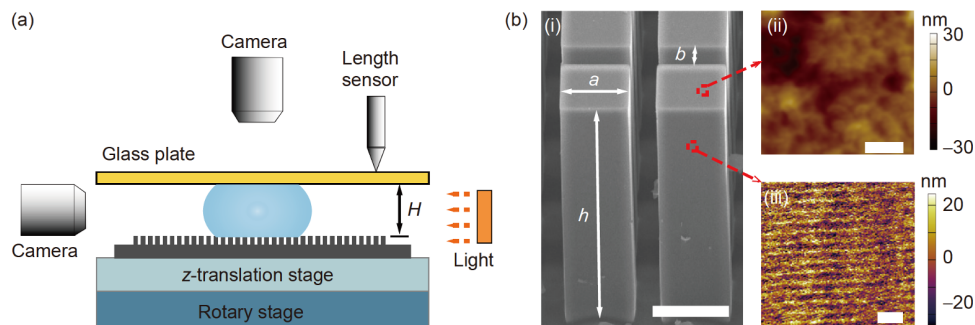 (a)
Camera
Length
sensor
Glass plate
H
Camera
Light
z-translation stage
Rotary stage
(b)
(i)
b
a
h
(ii)
nm
30
0
–30
(iii)
nm
20
0
–20